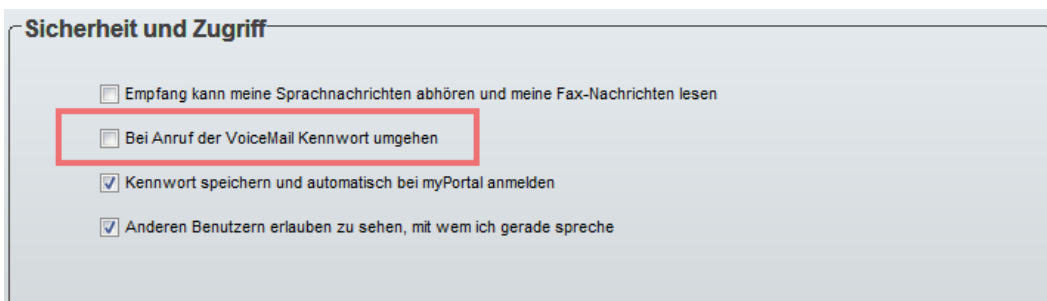 Sicherheit und Zugriff
Empfang kann meine Sprachnachrichten abhören und meine Fax-Nachrichten lesen
Bei Anruf der VoiceMail Kennwort umgehen
Kennwort speichern und automatisch bei myPortal anmelden
Anderen Benutzern erlauben zu sehen, mit wem ich gerade spreche